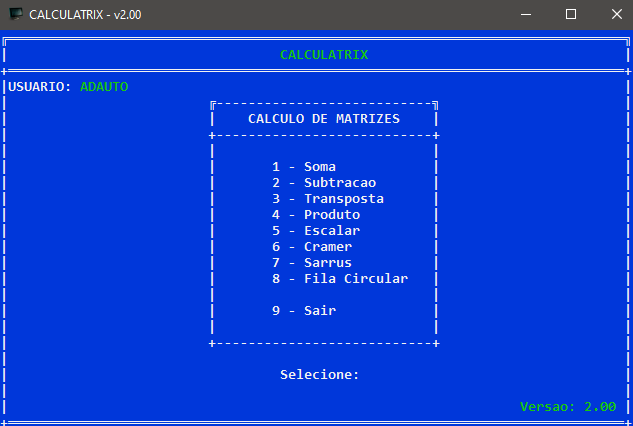 CALCULATRIX - v2.00
CALCULATRIX
USUARIO: ADAUTO
CALCULO DE MATRIZES
1 - Soma
2 - Subtracao
3 - Transposta
4 - Produto
5 - Escalar
6 - Cramer
7 - Sarrus
8 - Fila Circular
9 - Sair
Selecione:
Versao: 2.00